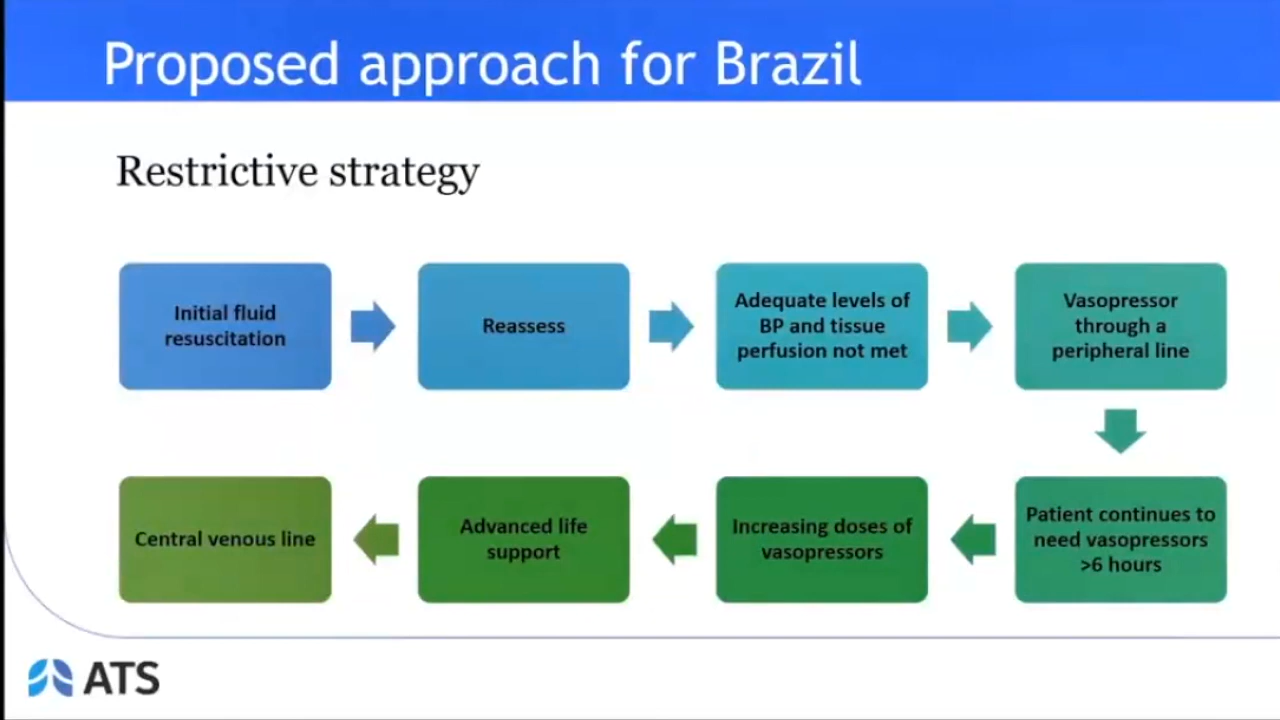 Proposed approach for Brazil
Restrictive strategy
Initial fluid
resuscitation
Reassess
Adequate levels of
BP and tissue
perfusion not met
Vasopressor
through a
peripheral line
Patient continues to
need vasopressors
>6 hours
Increasing doses of
vasopressors
Advanced life
support
Central venous line
ATS